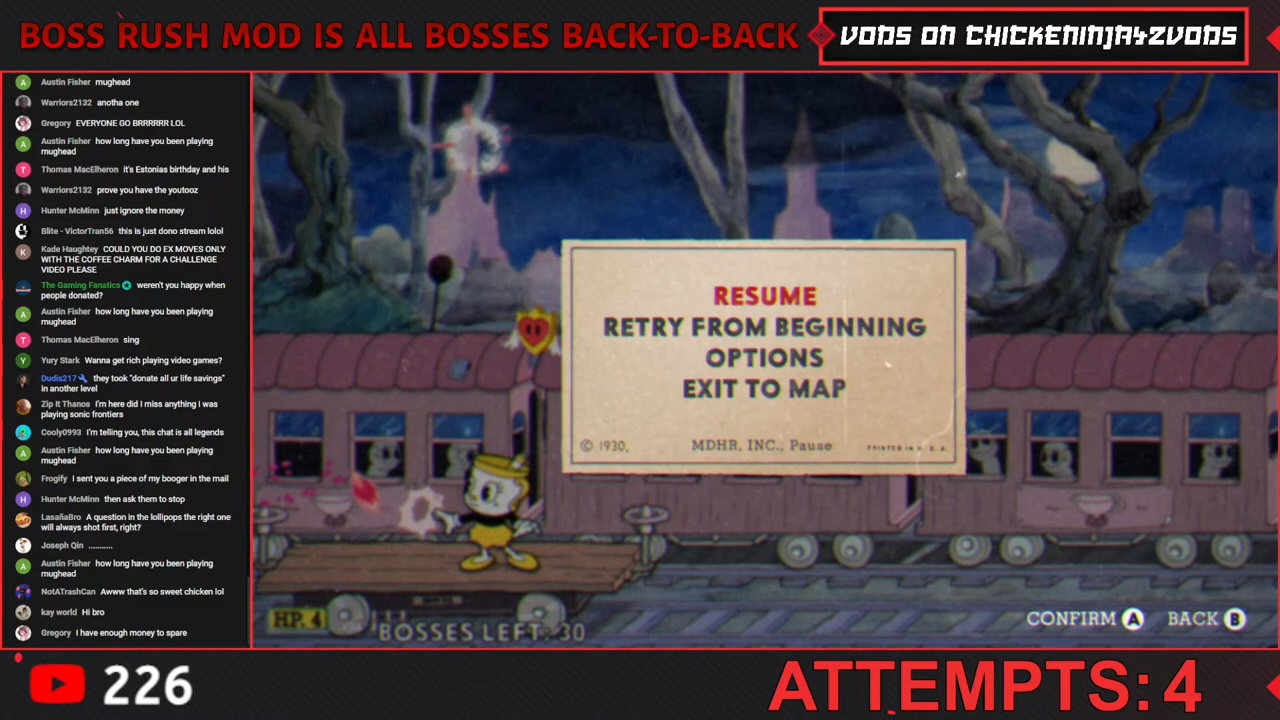 BOSS RUSH MOD IS ALL BOSSES BACK-TO-BACK
VODS ON CHICKENINJA42VODS
Austin Fisher mughead
Warriors2132 anotha one
Gregory EVERYONE GO BRRRRRR LOL
Austin Fisher how long have you been playing
mughead
Thomas MacElheron it's Estonias birthday and his
Warriors2132 prove you have the youtooz
Hunter McMinn just ignore the money
Blite - VictorTran56 this is just dono stream lolol
Kade Haughtey COULD YOU DO EX MOVES ONLY
WITH THE COFFEE CHARM FOR A CHALLENGE
VIDEO PLEASE
The Gaming Fanatics weren't you happy when
people donated?
Austin Fisher how long have you been playing
mughead
Thomas MacElheron sing
Yury Stark Wanna get rich playing video games?
Dudis217 they took "donate all ur life savings"
in another level
Zip It Thanos I'm here did I miss anything I was
playing sonic frontiers
Cooly0993 I'm telling you, this chat is all legends
Austin Fisher how long have you been playing
mughead
Frogify I sent you a piece of my booger in the mail
Hunter McMinn then ask them to stop
LasañaBro A question in the lollipops the right one
will always shot first, right?
Joseph Qin ...........
Austin Fisher how long have you been playing
mughead
NotATrashCan Awww that's so sweet chicken lol
kay world Hi bro
Gregory I have enough money to spare
RESUME
RETRY FROM BEGINNING
OPTIONS
EXIT TO MAP
© 1930. MDHR, INC., Pause PRINTED IN U. S. A.
HP. 4
BOSSES LEFT: 30
CONFIRM A BACK B
226
ATTEMPTS: 4